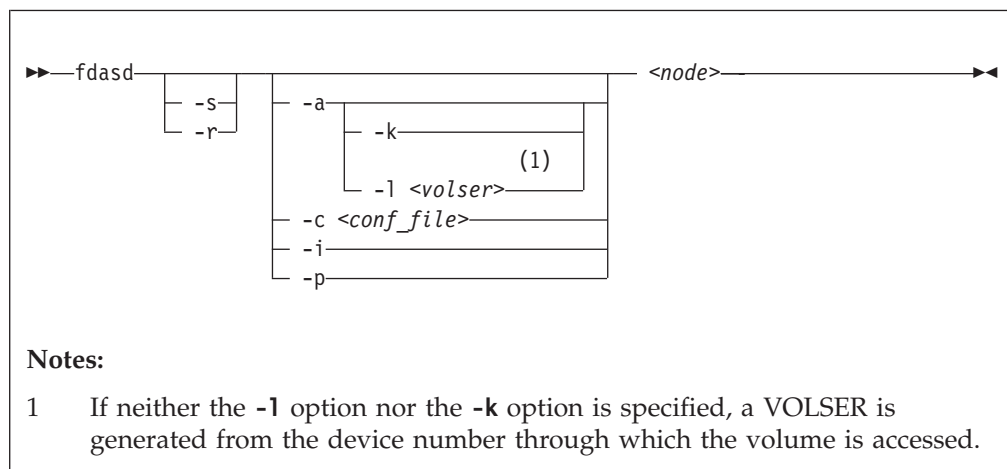 fdasd <node>
-s -a
-r -k
(1)
-l <volser>
-c <conf_file>
-i
-p
Notes:
1 If neither the -l option nor the -k option is specified, a VOLSER is
generated from the device number through which the volume is accessed.